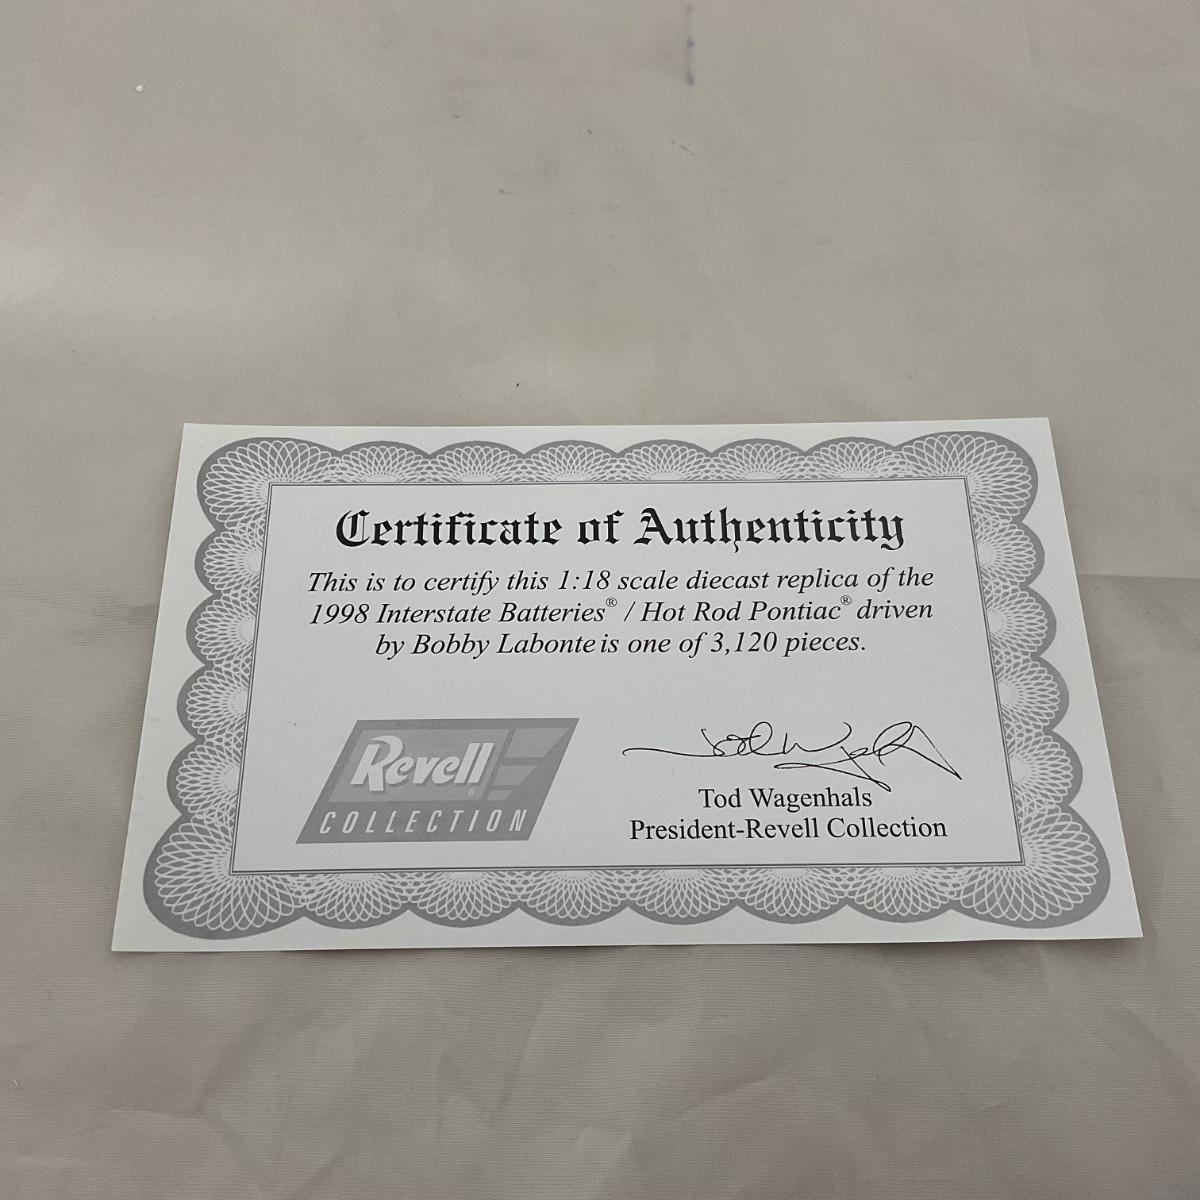 Certificate of Authenticity
This is to certify this 1:18 scale diecast replica of the
1998 Interstate Batteries® / Hot Rod Pontiac® driven
by Bobby Labonte is one of 3,120 pieces.
Revell®
COLLECTION
Tod Wagenhals
Tod Wagenhals
President-Revell Collection